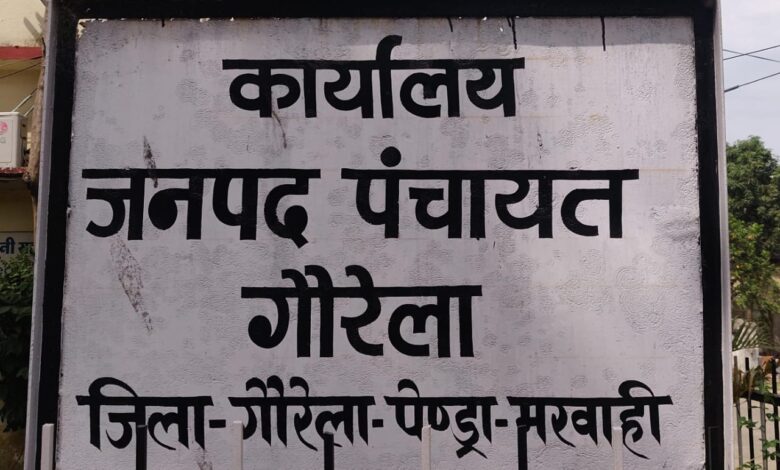 कार्यालय
जनपद पंचायत
गौरेला
जिला-गौरेला-पेण्ड्रा-मरवाही